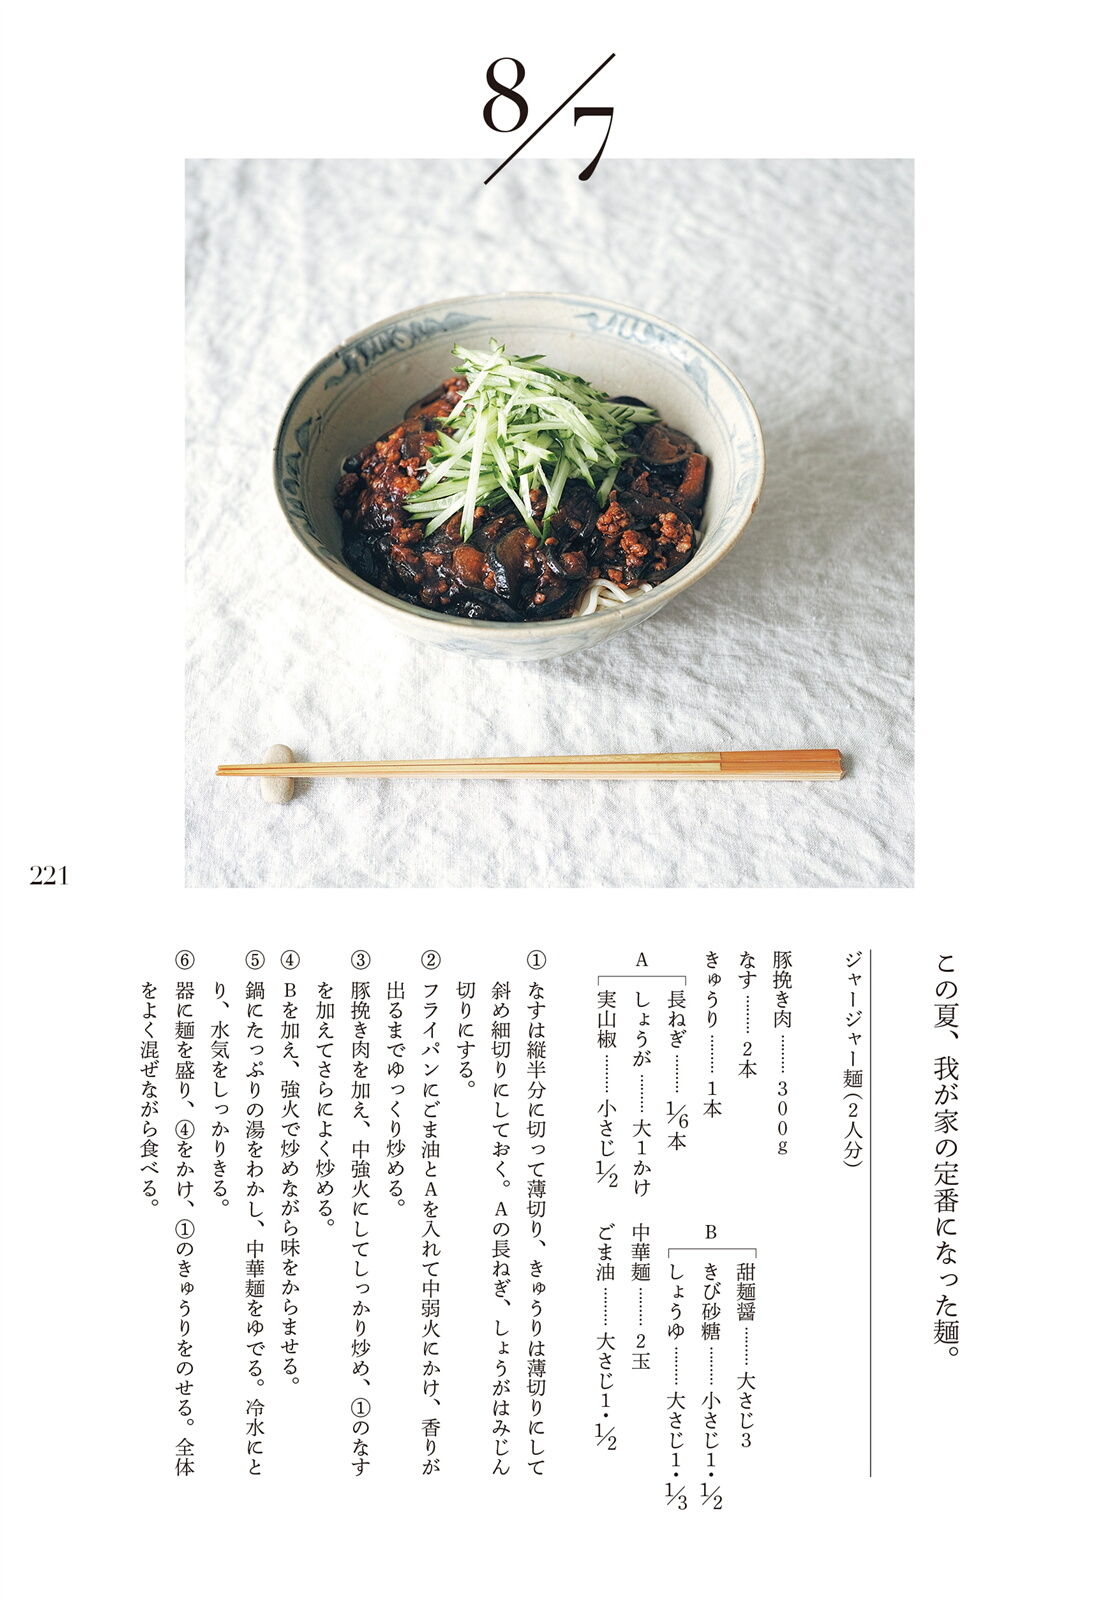 8/7
この夏、我が家の定番になった麺。
ジャージャー麺(2人分)
豚挽き肉………300g
なす………2本
きゅうり………1本
A
長ねぎ………1/6本
しょうが………大1かけ
実山椒………小さじ1/2
B
甜麺醤………大さじ3
きび砂糖………小さじ1・1/2
しょうゆ………大さじ1・1/3
中華麺………2玉
ごま油………大さじ1・1/2
①なすは縦半分に切って薄切り、きゅうりは薄切りにして
斜め細切りにしておく。Aの長ねぎ、しょうがはみじん
切りにする。
②フライパンにごま油とAを入れて中弱火にかけ、香りが
出るまでゆっくり炒める。
③豚挽き肉を加え、中強火にしてしっかり炒め、①のなす
を加えてさらによく炒める。
④Bを加え、強火で炒めながら味をからませる。
⑤鍋にたっぷりの湯をわかし、中華麺をゆでる。冷水にと
り、水気をしっかりきる。
⑥器に麺を盛り、④をかけ、①のきゅうりをのせる。全体
をよく混ぜながら食べる。
221